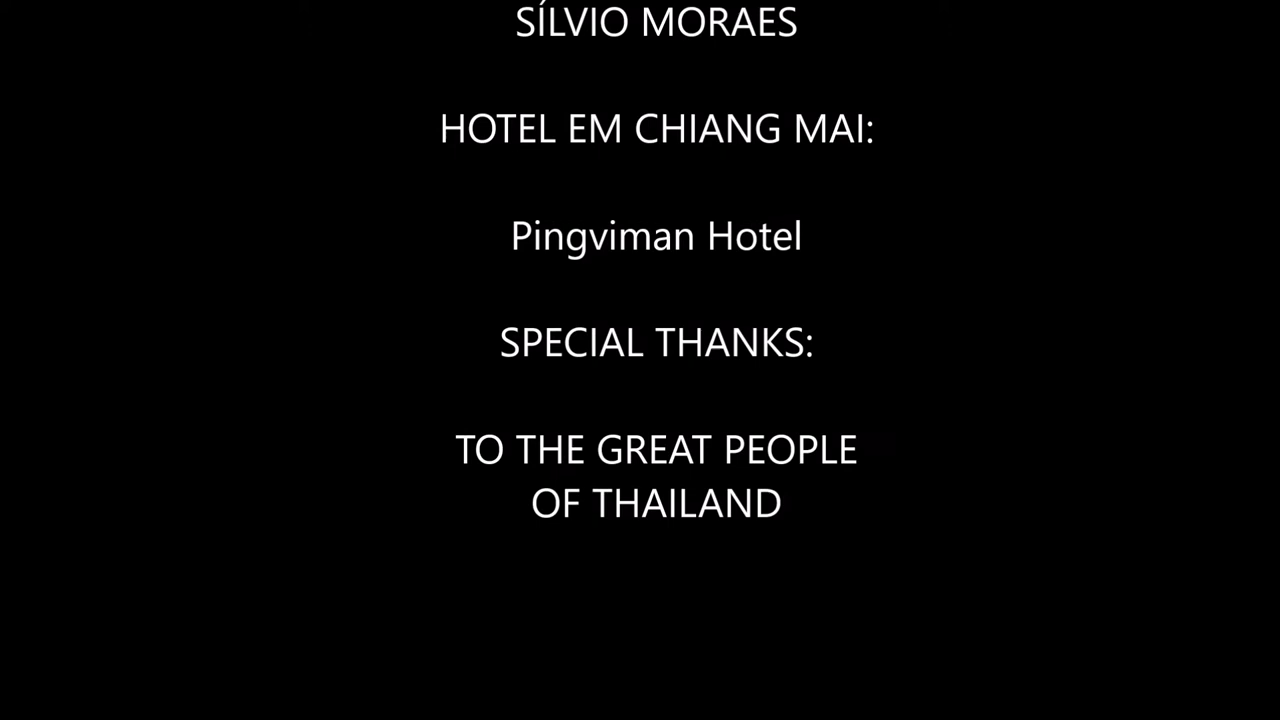 SÍLVIO MORAES
HOTEL EM CHIANG MAI:
Pingviman Hotel
SPECIAL THANKS:
TO THE GREAT PEOPLE
OF THAILAND